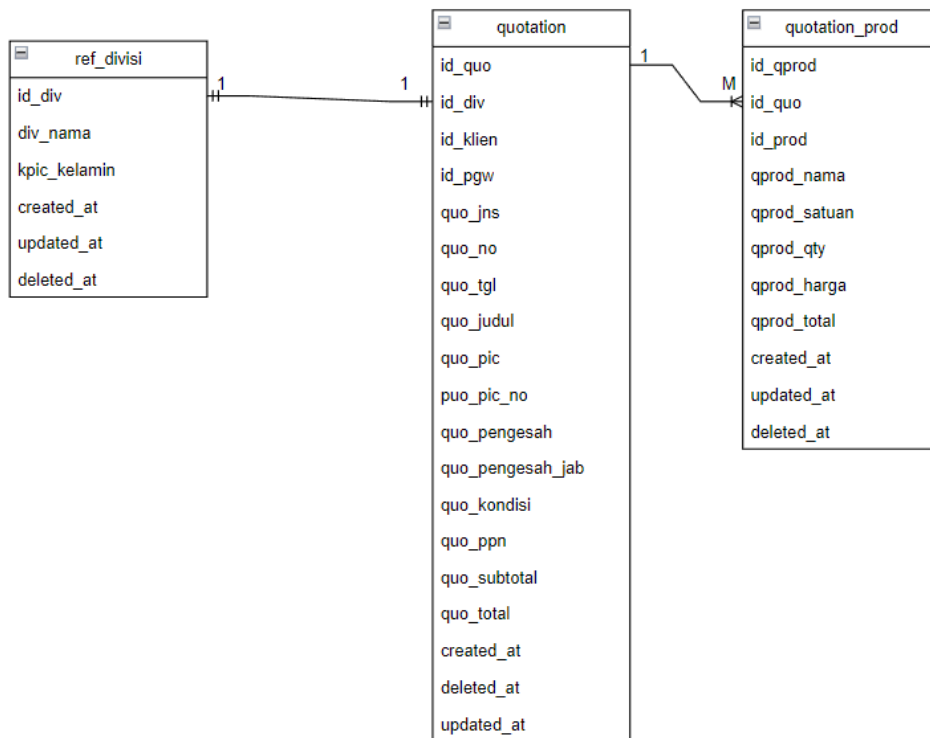 ref_divisi
id_div
div_nama
kpic_kelamin
created_at
updated_at
deleted_at
1
1
quotation
id_quo
id_div
id_klien
id_pgw
quo_jns
quo_no
quo_tgl
quo_judul
quo_pic
puo_pic_no
quo_pengesah
quo_pengesah_jab
quo_kondisi
quo_ppn
quo_subtotal
quo_total
created_at
deleted_at
updated_at
1
M
quotation_prod
id_qprod
id_quo
id_prod
qprod_nama
qprod_satuan
qprod_qty
qprod_harga
qprod_total
created_at
updated_at
deleted_at